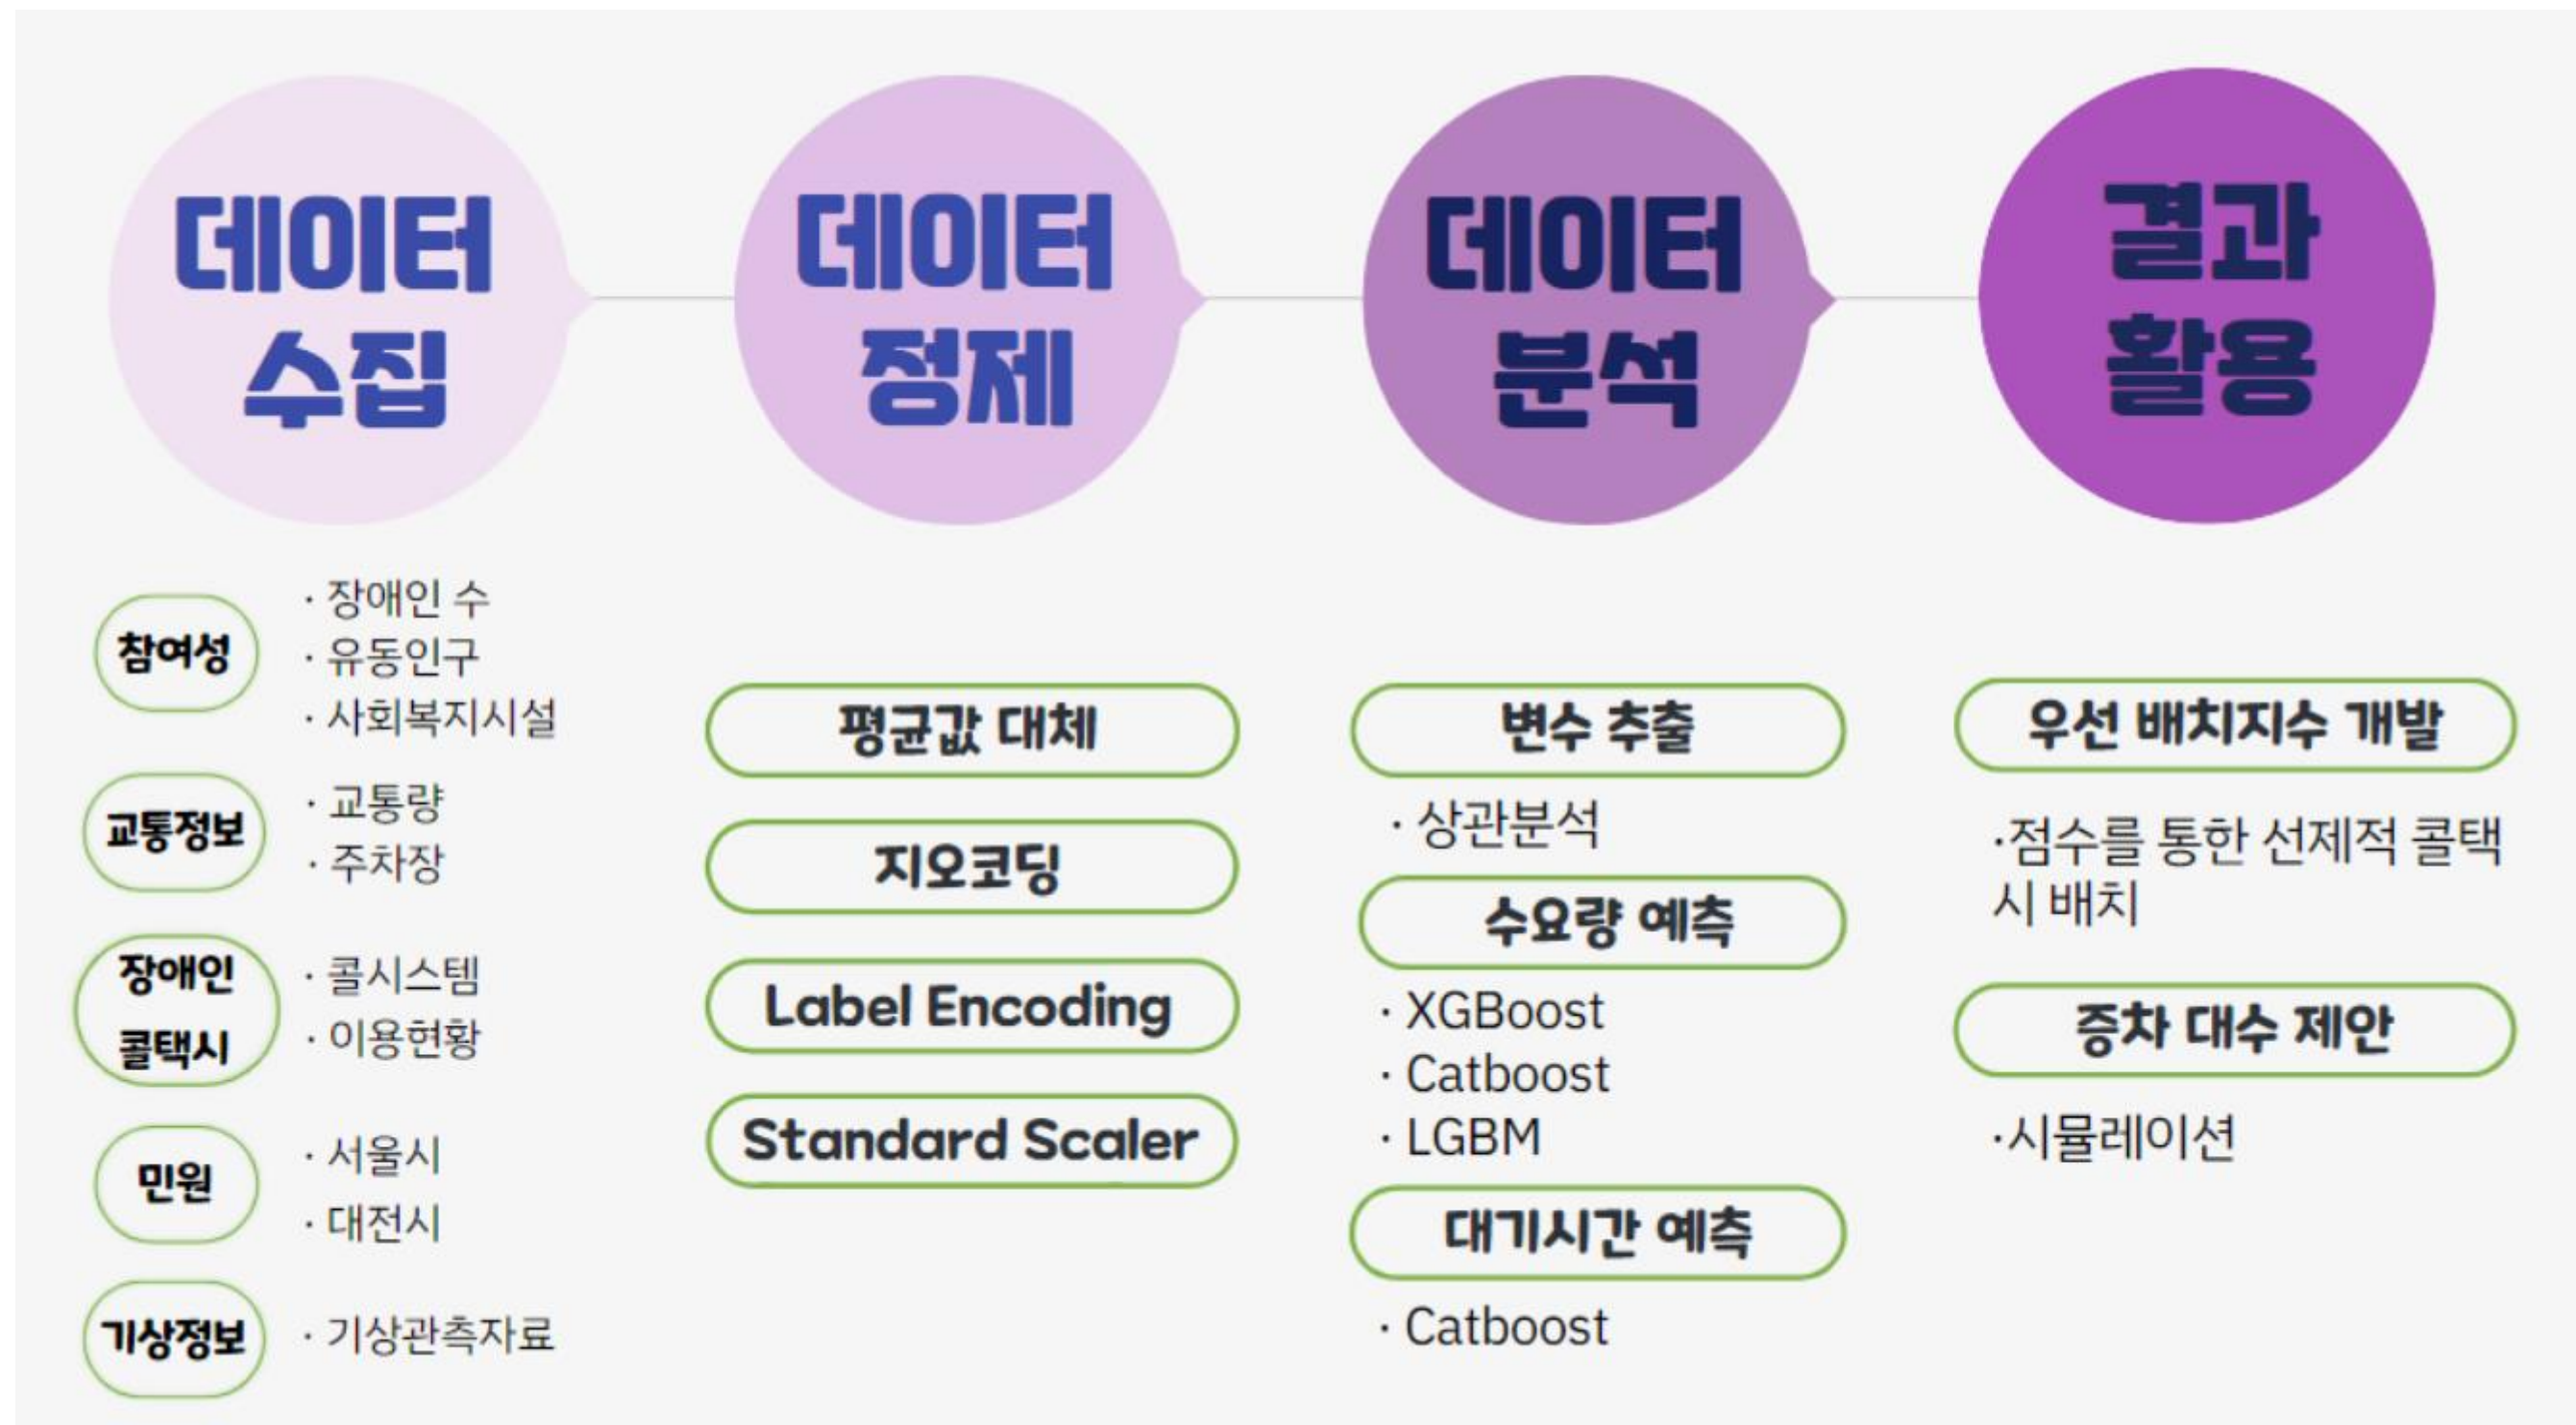 데이터
수집
데이터
정제
데이터
분석
결과
활용
참여성
· 장애인 수
· 유동인구
· 사회복지시설
교통정보
· 교통량
· 주차장
장애인
콜택시
· 콜시스템
· 이용현황
민원
· 서울시
· 대전시
기상정보
· 기상관측자료
평균값 대체
지오코딩
Label Encoding
Standard Scaler
변수 추출
· 상관분석
수요량 예측
· XGBoost
· Catboost
· LGBM
대기시간 예측
· Catboost
우선 배치지수 개발
·점수를 통한 선제적 콜택
시 배치
증차 대수 제안
·시뮬레이션